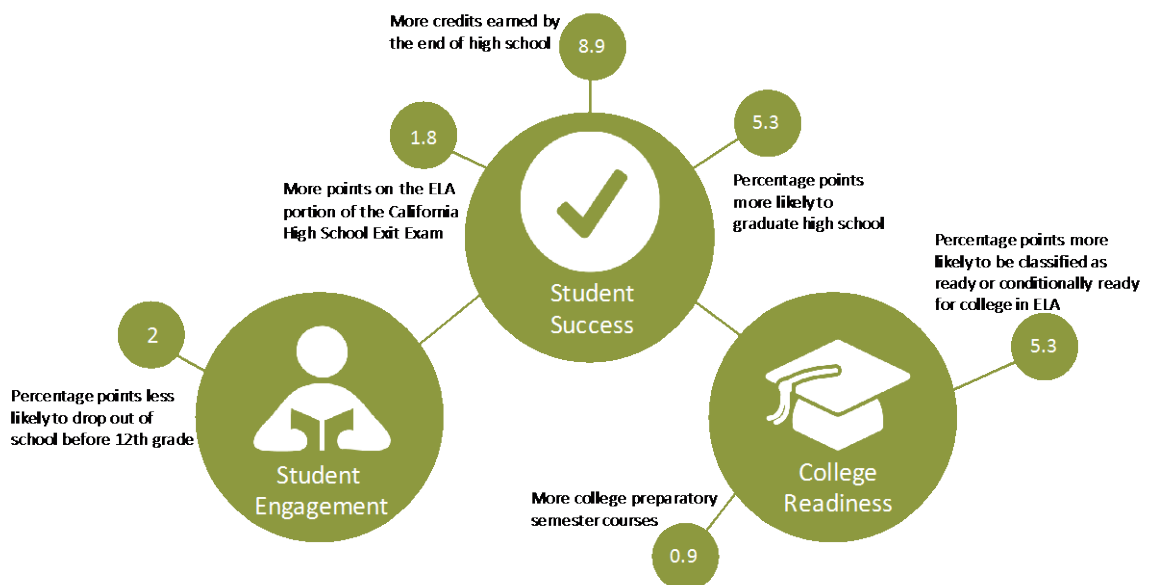 More credits earned by
the end of high school
8.9
1.8
5.3
More points on the ELA
portion of the California
High School Exit Exam
Percentage points
more likely to
graduate high school
Student
Success
Percentage points more
likely to be classified as
ready or conditionally ready
for college in ELA
2
5.3
Percentage points less
likely to drop out of
school before 12th grade
Student
Engagement
College
Readiness
More college preparatory
semester courses
0.9